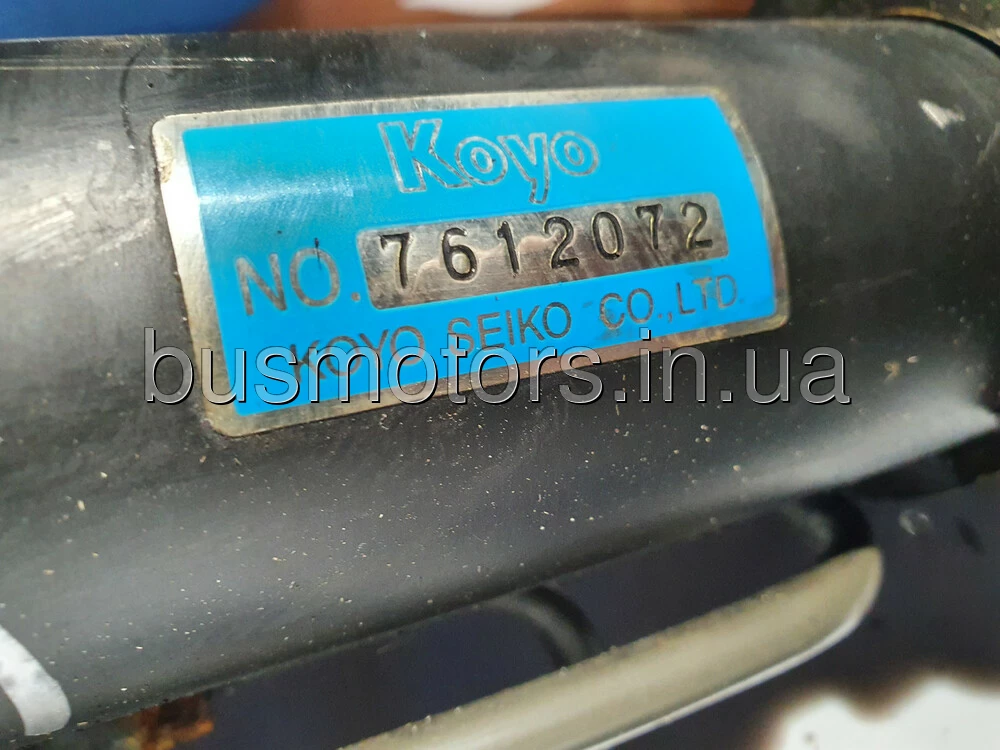 Koyo
NO. 7612072
KOYO SEIKO CO.,LTD.
busmotors.in.ua